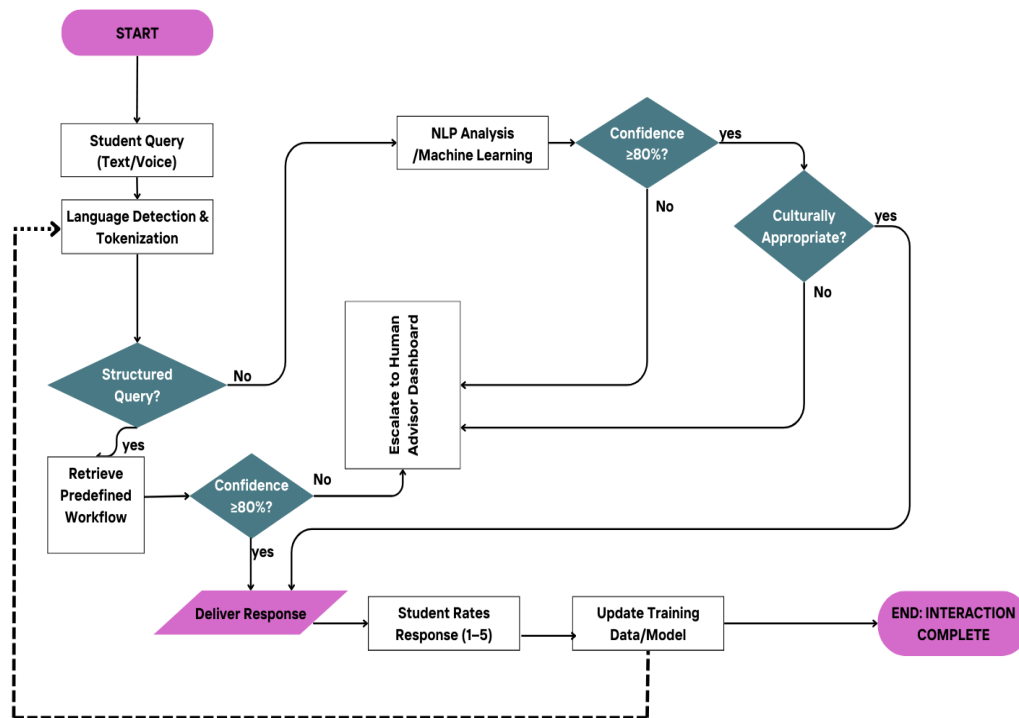 START
Student Query
(Text/Voice)
Language Detection &
Tokenization
Structured
Query?
No
yes
NLP Analysis
/Machine Learning
Confidence
≥80%?
yes
No
Culturally
Appropriate?
yes
No
Escalate to Human
Advisor Dashboard
Retrieve
Predefined
Workflow
Confidence
≥80%?
No
yes
Deliver Response
Student Rates
Response (1–5)
Update Training
Data/Model
END: INTERACTION
COMPLETE